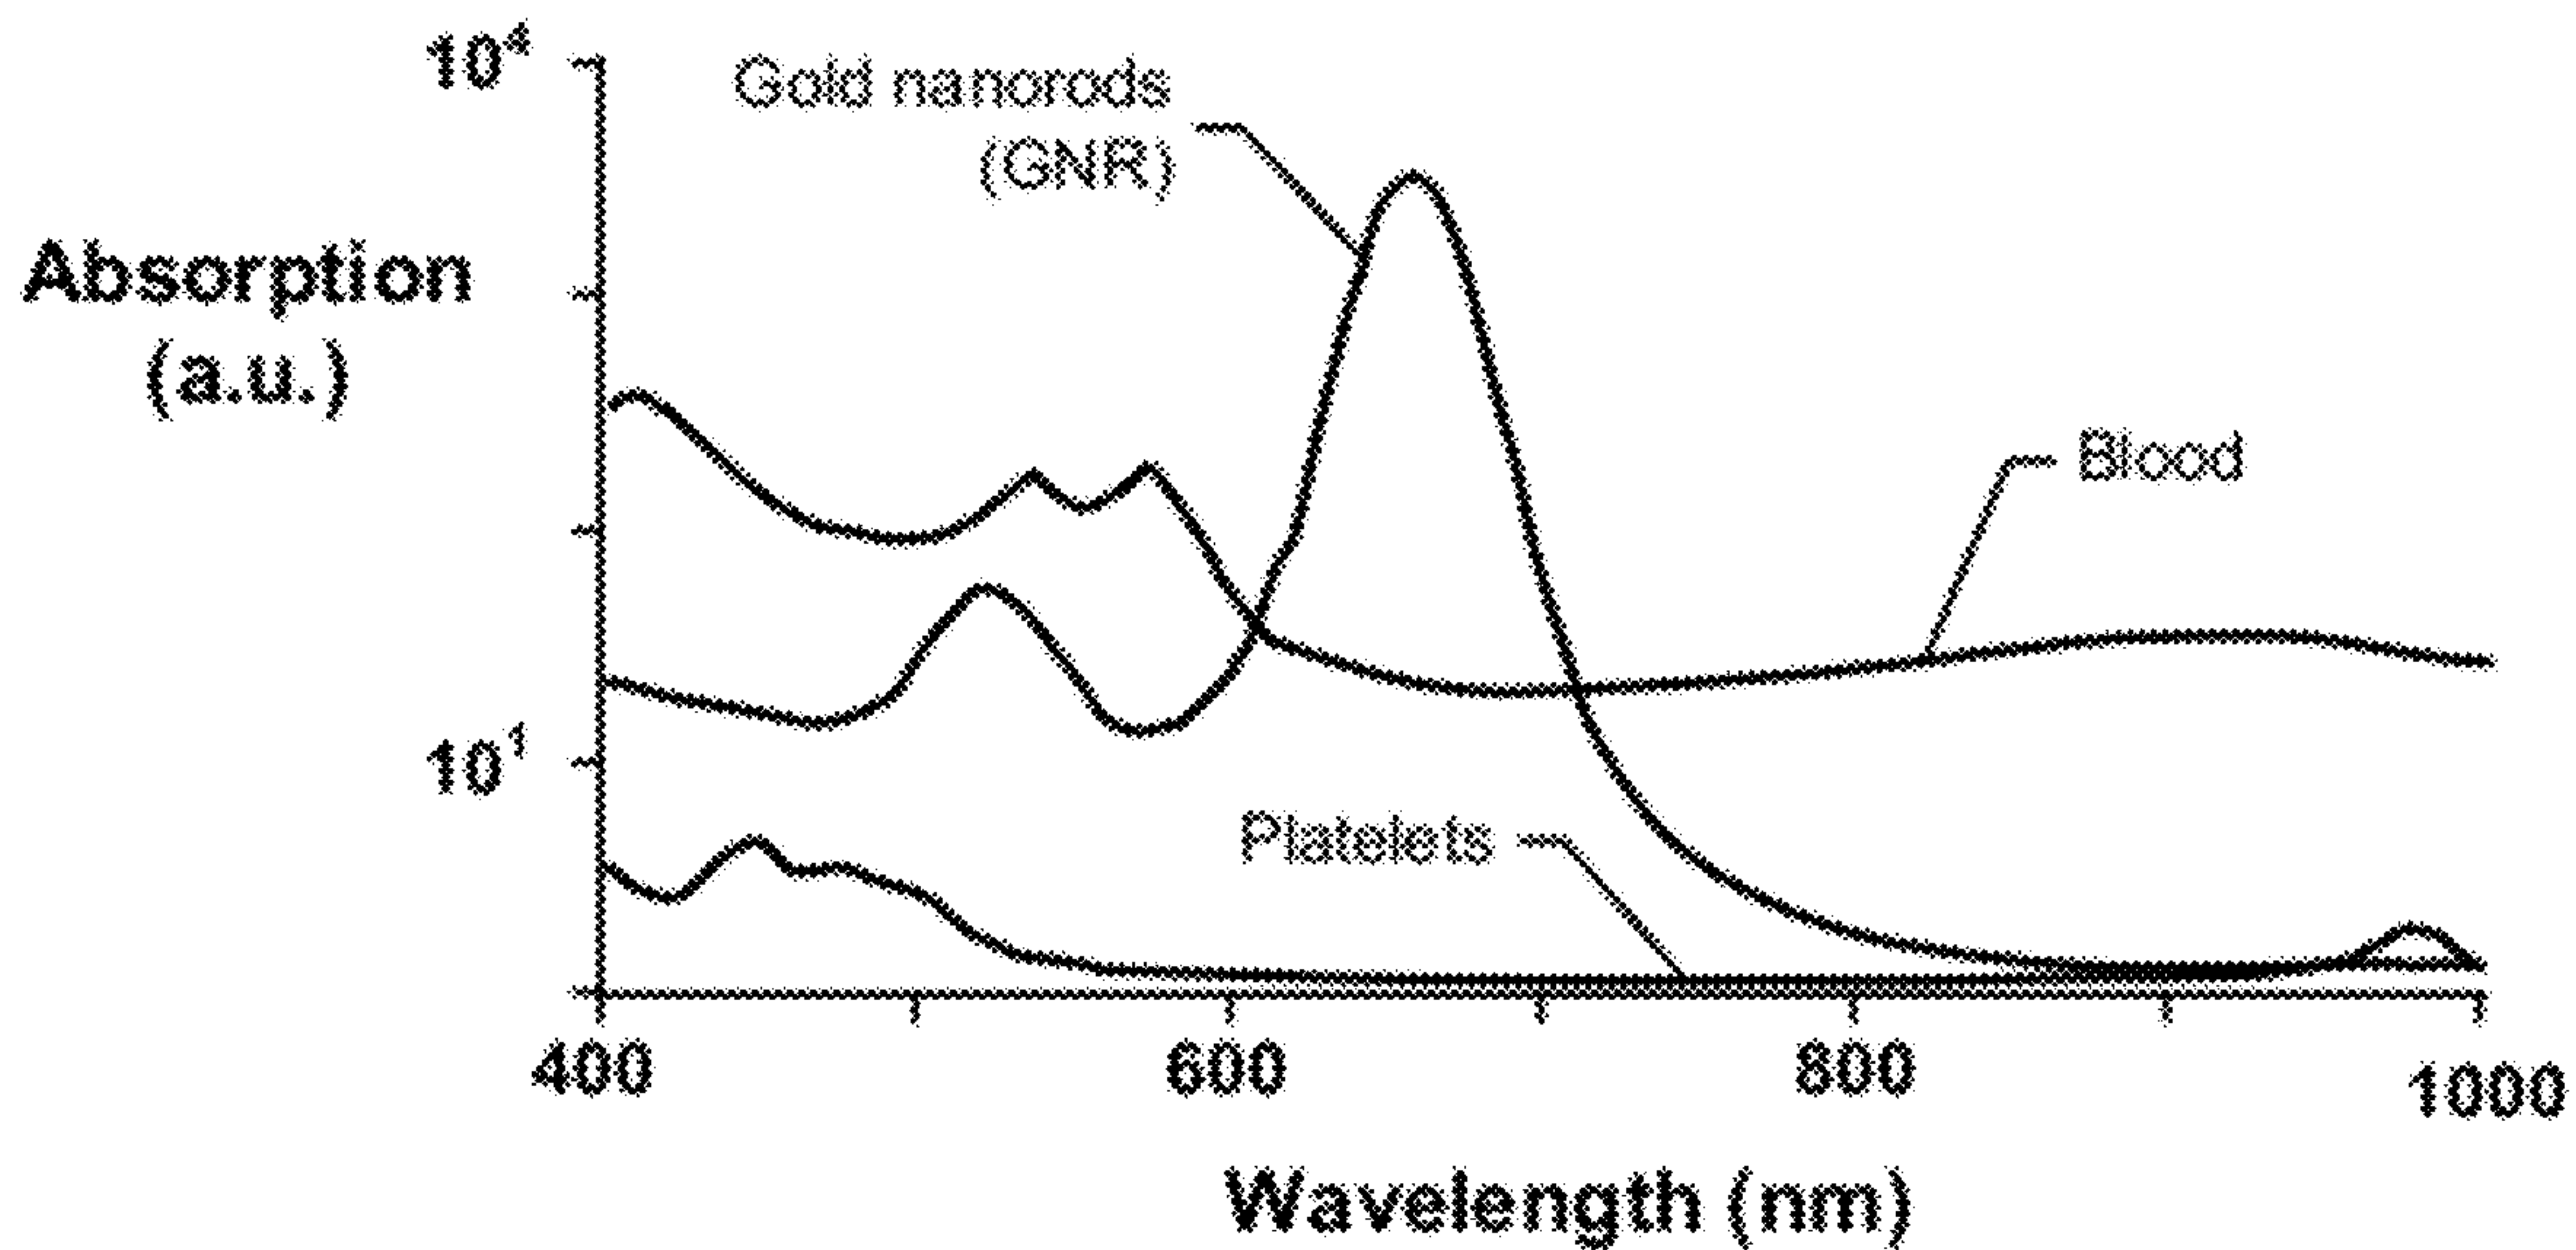 10⁴
Gold nanorods
(GNR)
Absorption
(a.u.)
Blood
10¹
Platelets
400
600
800
1000
Wavelength (nm)